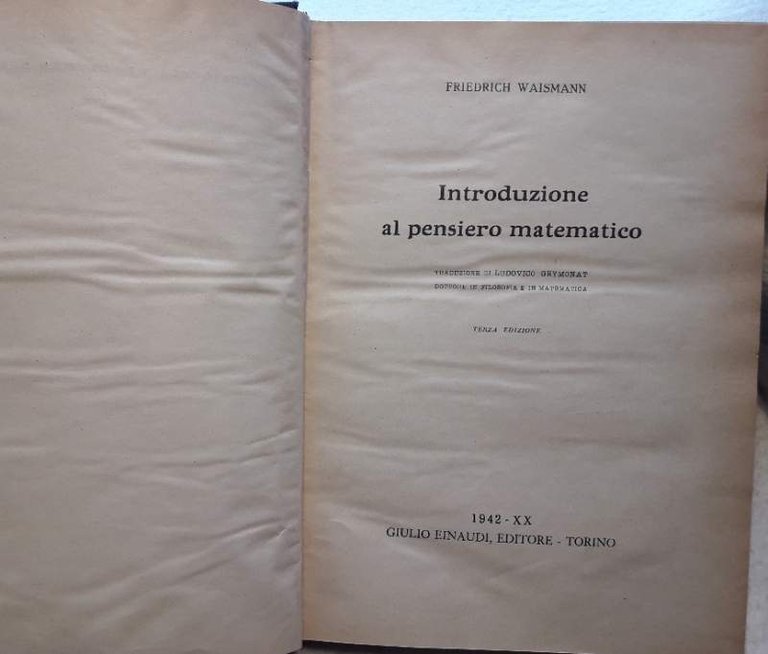 FRIEDRICH WAISMANN
Introduzione
al pensiero matematico
TRADUZIONE DI LUDOVICO GEYMONAT
DOTTORE IN FILOSOFIA E IN MATEMATICA
TERZA EDIZIONE
1942 - XX
GIULIO EINAUDI, EDITORE - TORINO